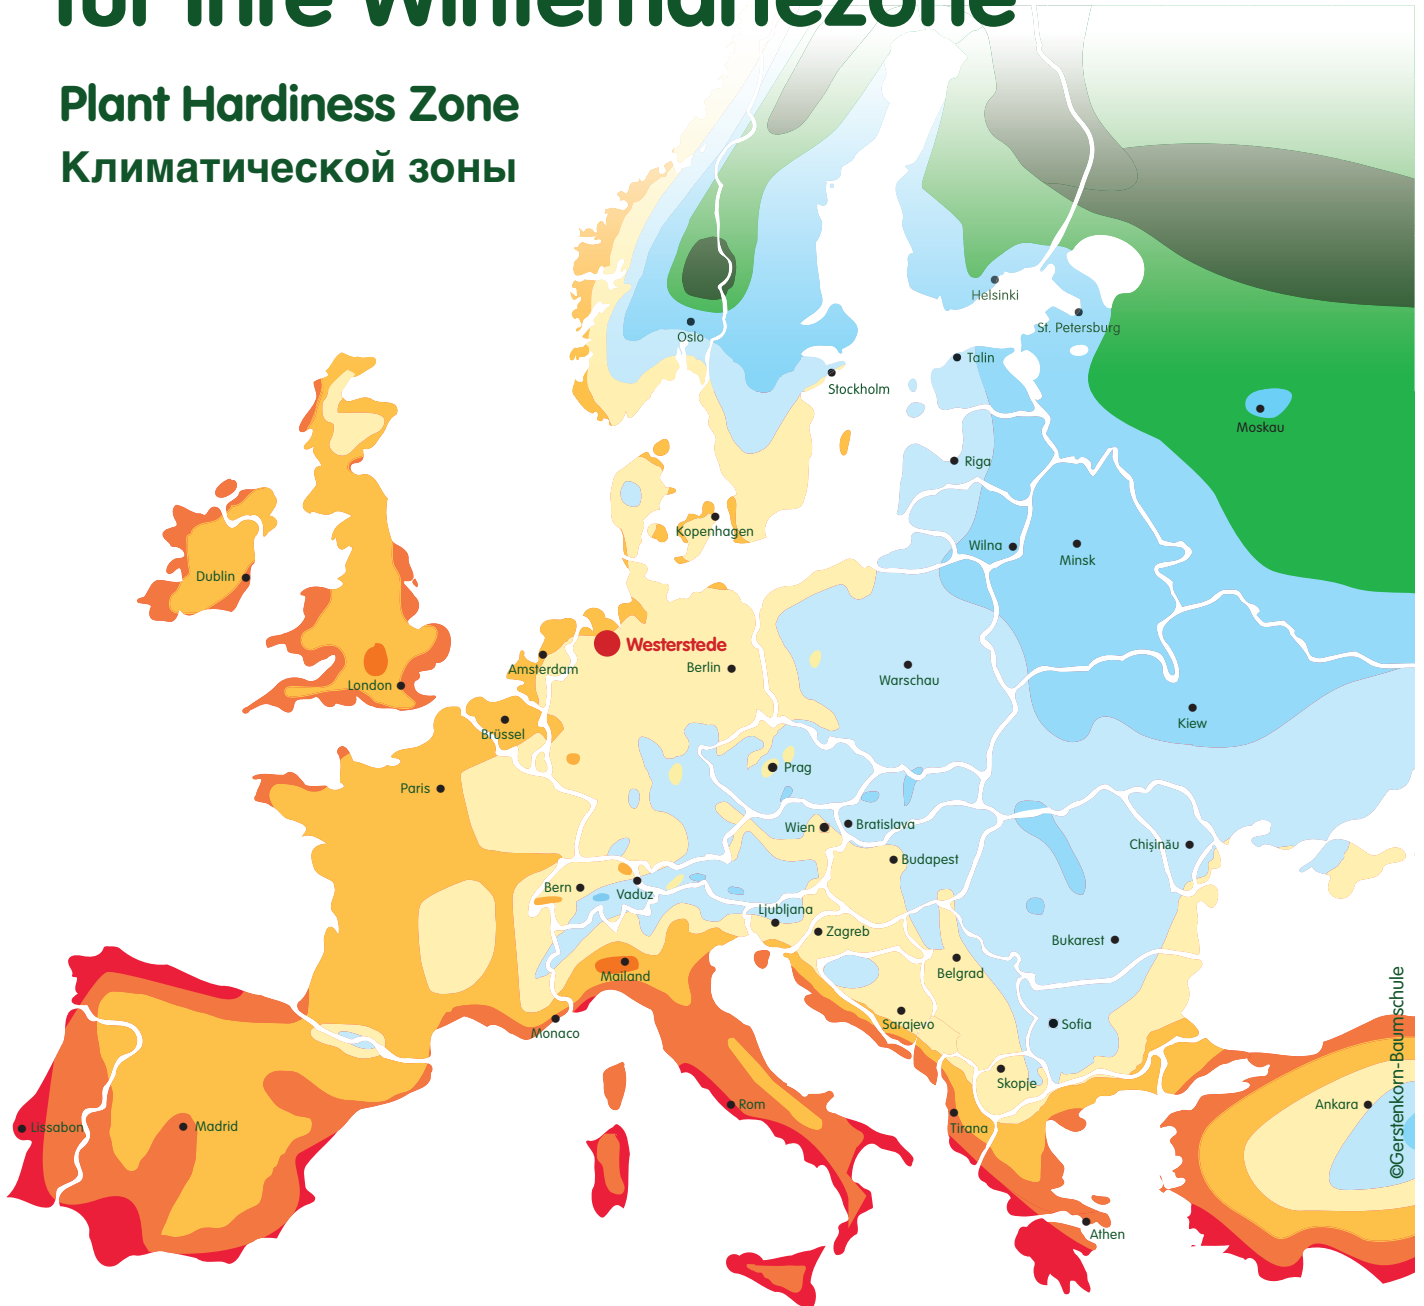 für Ihre Winterhärtezone
Plant Hardiness Zone
Климатической зоны
Helsinki
St. Petersburg
Oslo
Talin
Stockholm
Moskau
Riga
Kopenhagen
Wilna
Minsk
Dublin
Westerstede
Amsterdam
Berlin
Warschau
London
Kiew
Brüssel
Prag
Paris
Wien
Bratislava
Chişinău
Budapest
Bern
Vaduz
Ljubljana
Zagreb
Bukarest
Mailand
Belgrad
Monaco
Sarajevo
Sofia
Skopje
Rom
Ankara
Lissabon
Madrid
Tirana
Athen
©Gerstenkorn-Baumschule